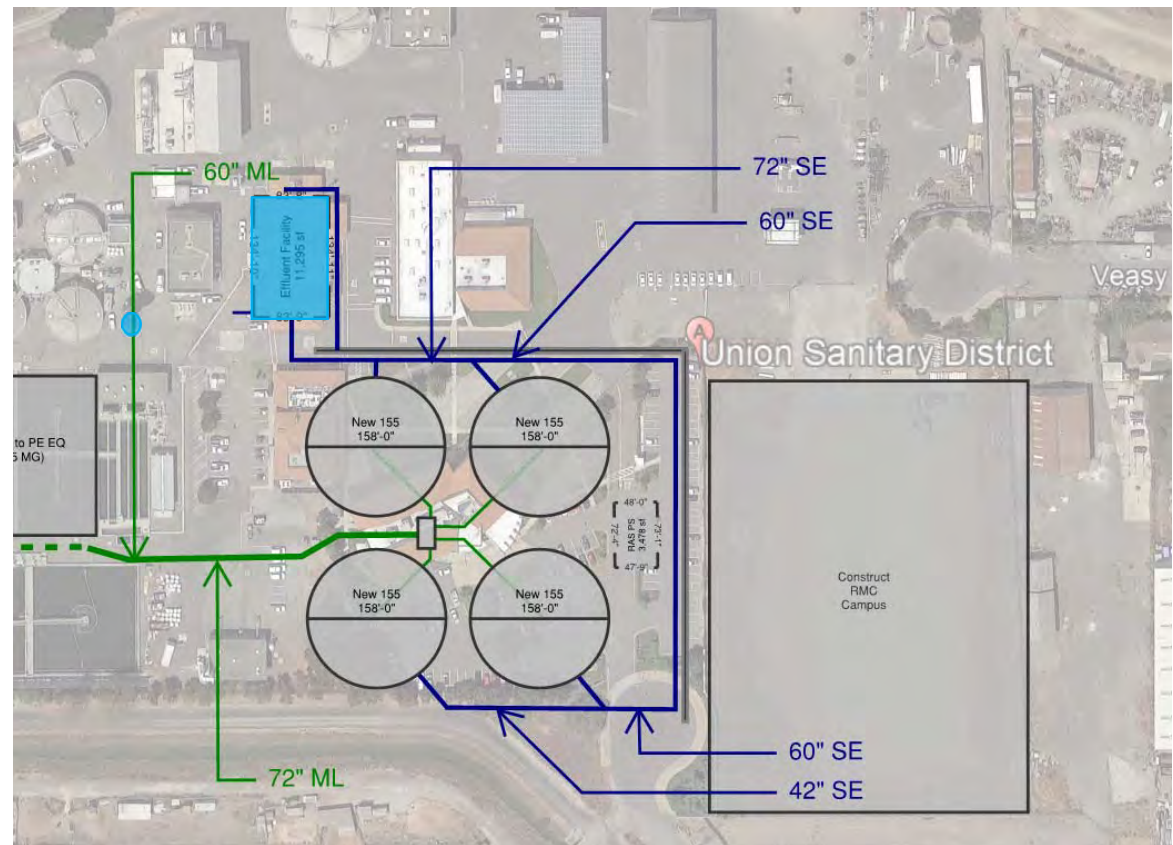 60" ML
72" SE
60" SE
Effluent Facility
11,295 sf
Veasy
A
Union Sanitary District
to PE EQ
5 MG)
New 155
158'-0"
New 155
158'-0"
48'-0"
72'-4"
RAS PS
3,478 sf
73'-1"
47'-9"
New 155
158'-0"
New 155
158'-0"
Construct
RMC
Campus
72" ML
60" SE
42" SE